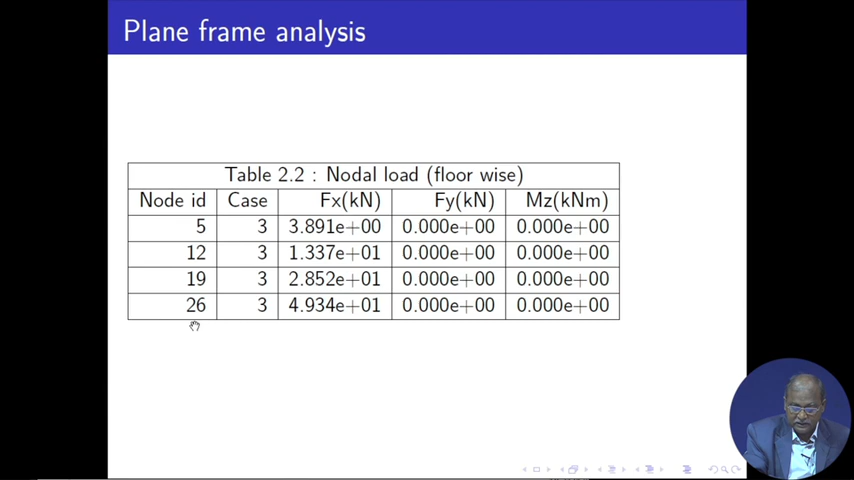 Plane frame analysis
Table 2.2 : Nodal load (floor wise)
Node id Case Fx(kN) Fy(kN) Mz(kNm)
5 3 3.891e+00 0.000e+00 0.000e+00
12 3 1.337e+01 0.000e+00 0.000e+00
19 3 2.852e+01 0.000e+00 0.000e+00
26 3 4.934e+01 0.000e+00 0.000e+00